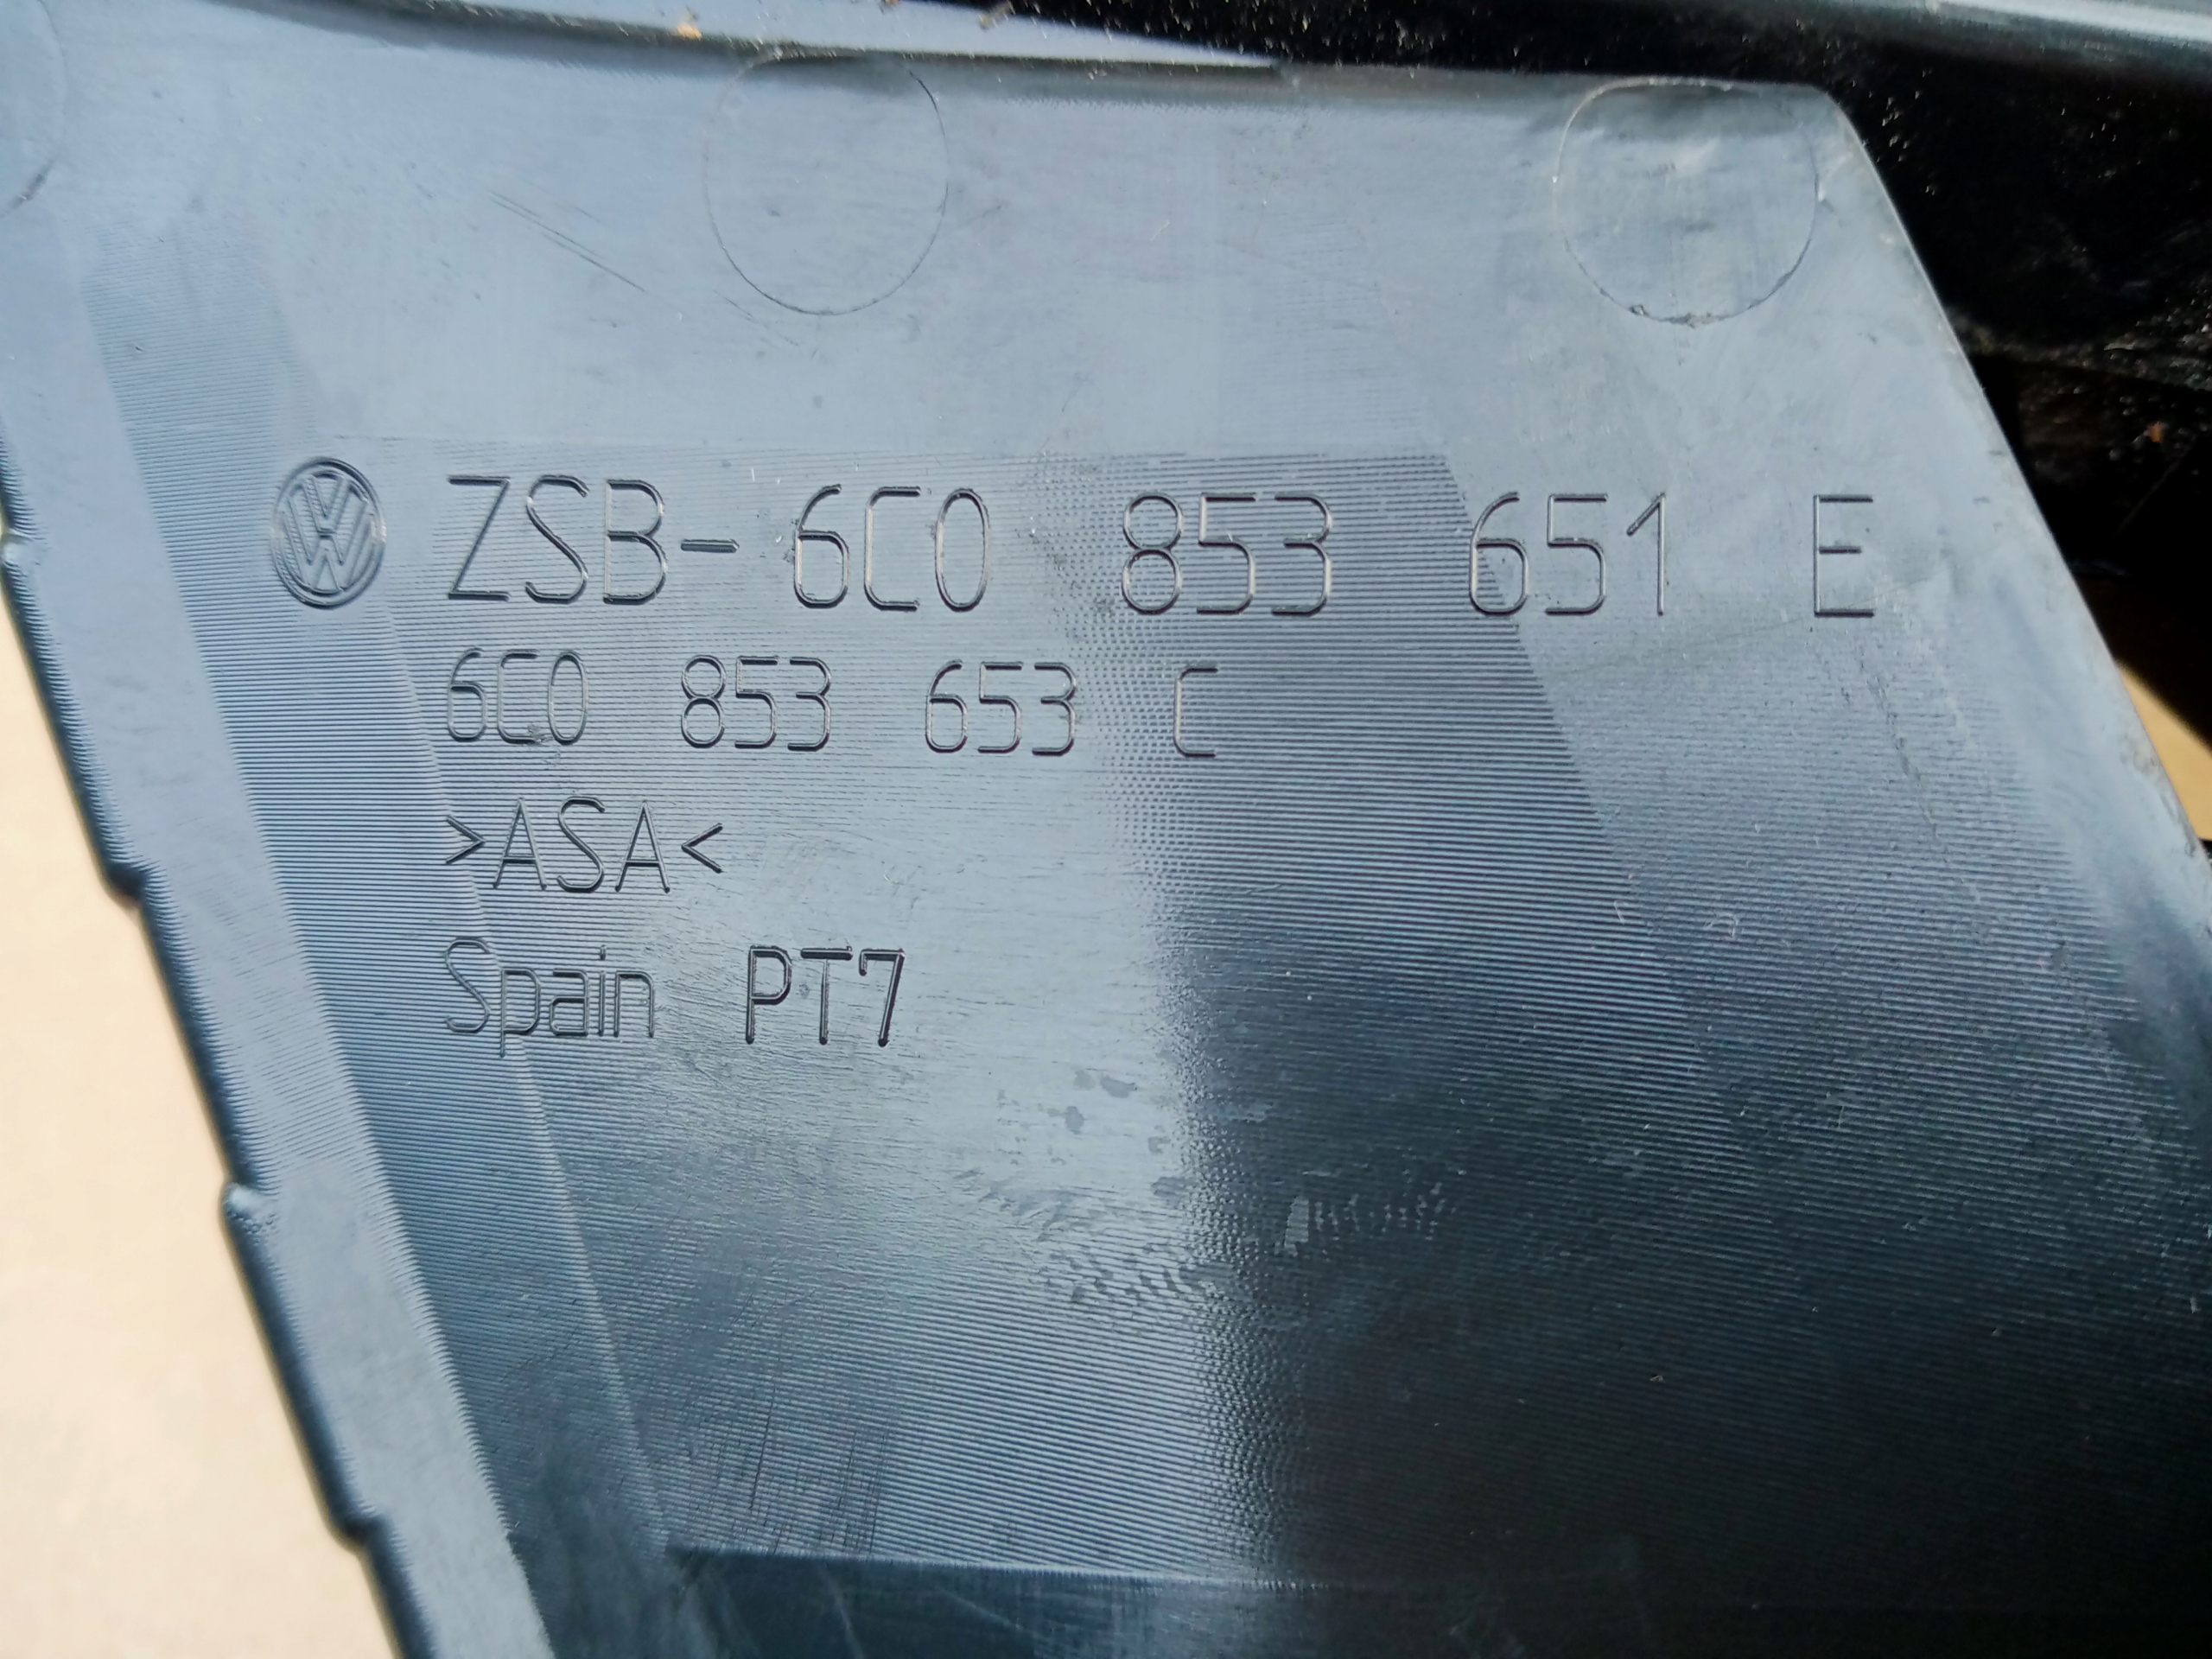 ZSB-6C0 853 651 E
6C0 853 653 C
>ASA<
Spain PT7